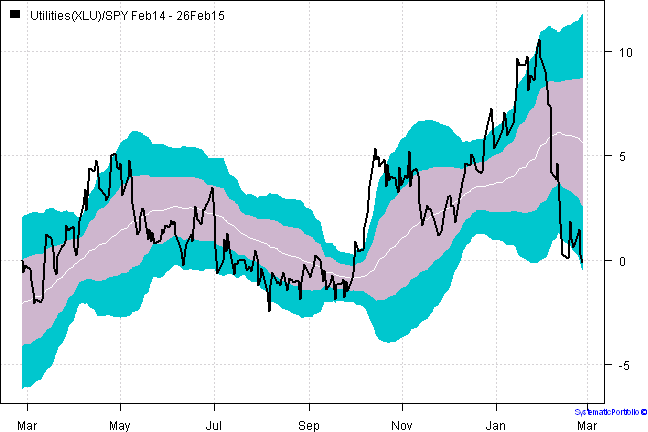 Utilities(XLU)/SPY Feb14 - 26Feb15
10
5
0
-5
Mar May Jul Sep Nov Jan Mar
SystematicPortfolio ©